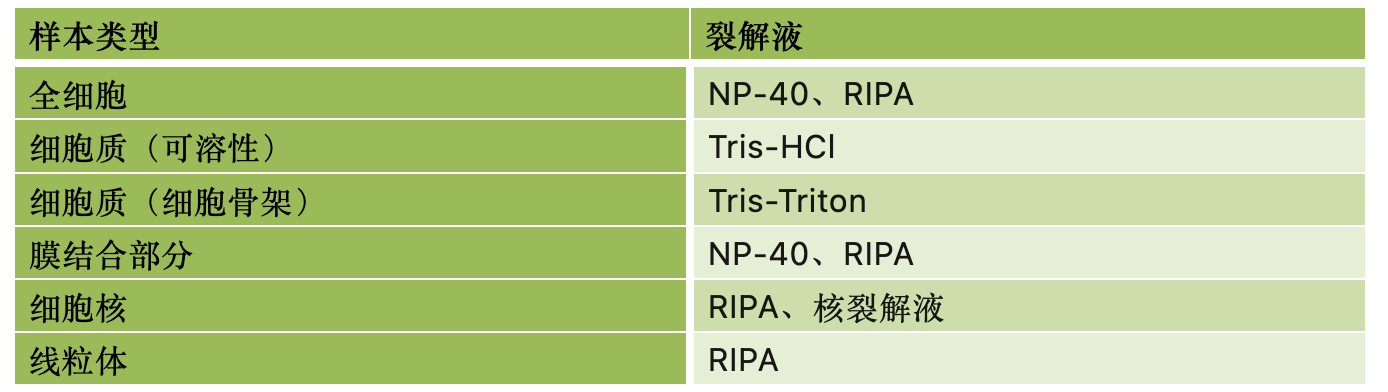 样本类型 裂解液
全细胞 NP-40、RIPA
细胞质（可溶性） Tris-HCl
细胞质（细胞骨架） Tris-Triton
膜结合部分 NP-40、RIPA
细胞核 RIPA、核裂解液
线粒体 RIPA